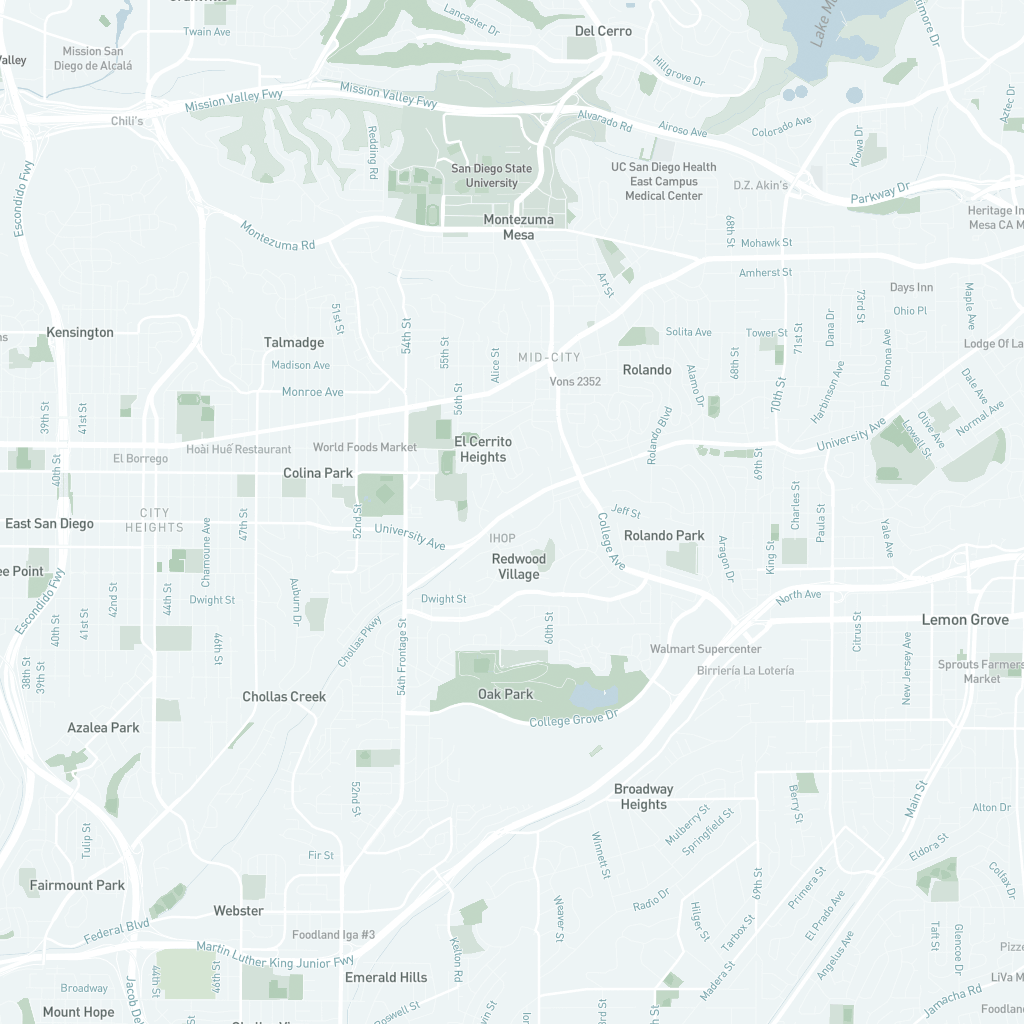 Twain Ave
Lancaster Dr
Del Cerro
Mission San
Diego de Alcalá
Valley
Hillgrove Dr
Mission Valley Fwy
Mission Valley Fwy
Chili's
Alvarado Rd
Airoso Ave
Colorado Ave
Aztec Dr
Redding Rd
Kiowa Dr
Escondido Fwy
San Diego State
University
UC San Diego Health
East Campus
Medical Center
D.Z. Akin's
Parkway Dr
Montezuma
Mesa
Montezuma Rd
68th St
Mohawk St
Heritage In
Mesa CA M
Amherst St
Art St
Days Inn
Ohio Pl
73rd St
Maple Ave
51st St
54th St
Kensington
Talmadge
Solita Ave
Tower St
71st St
Dana Dr
Lodge Of La
55th St
Alice St
MID-CITY
Pomona Ave
Madison Ave
Rolando
68th St
Monroe Ave
56th St
Vons 2352
Alamo Dr
70th St
Harbinson Ave
Dale Ave
39th St
41st St
Olive Ave
Normal Ave
Rolando Blvd
University Ave
Lowell St
Hoài Huế Restaurant
World Foods Market
El Cerrito
Heights
El Borrego
40th St
Colina Park
69th St
Charles St
Paula St
CITY
HEIGHTS
East San Diego
47th St
52nd St
Jeff St
Chamoune Ave
University Ave
IHOP
College Ave
Rolando Park
Yale Ave
Aragon Dr
King St
Redwood
Village
ee Point
Escondido Fwy
42nd St
44th St
Dwight St
Auburn Dr
Dwight St
North Ave
40th St
41st St
46th St
Chollas Pkwy
60th St
Citrus St
Lemon Grove
Walmart Supercenter
Birriería La Lotería
Sprouts Farmers
Market
New Jersey Ave
38th St
39th St
54th Frontage St
Chollas Creek
Oak Park
College Grove Dr
Azalea Park
52nd St
Broadway
Heights
Berry St
Main St
Alton Dr
Mulberry St
Springfield St
Tulip St
Fir St
Winnett St
Eldora St
Collax Dr
Fairmount Park
Radio Dr
69th St
Primera St
Webster
Weaver St
Hilger St
Tarbox St
El Prado Ave
Taft St
Glencoe Dr
Federal Blvd
Foodland Iga #3
Martin Luther King Junior Fwy
Kelton Rd
Angelus Ave
Pizze
Emerald Hills
Madera St
LiVa M
Broadway
44th St
46th St
Jamacha Rd
Mount Hope
Roswell St
Foodland